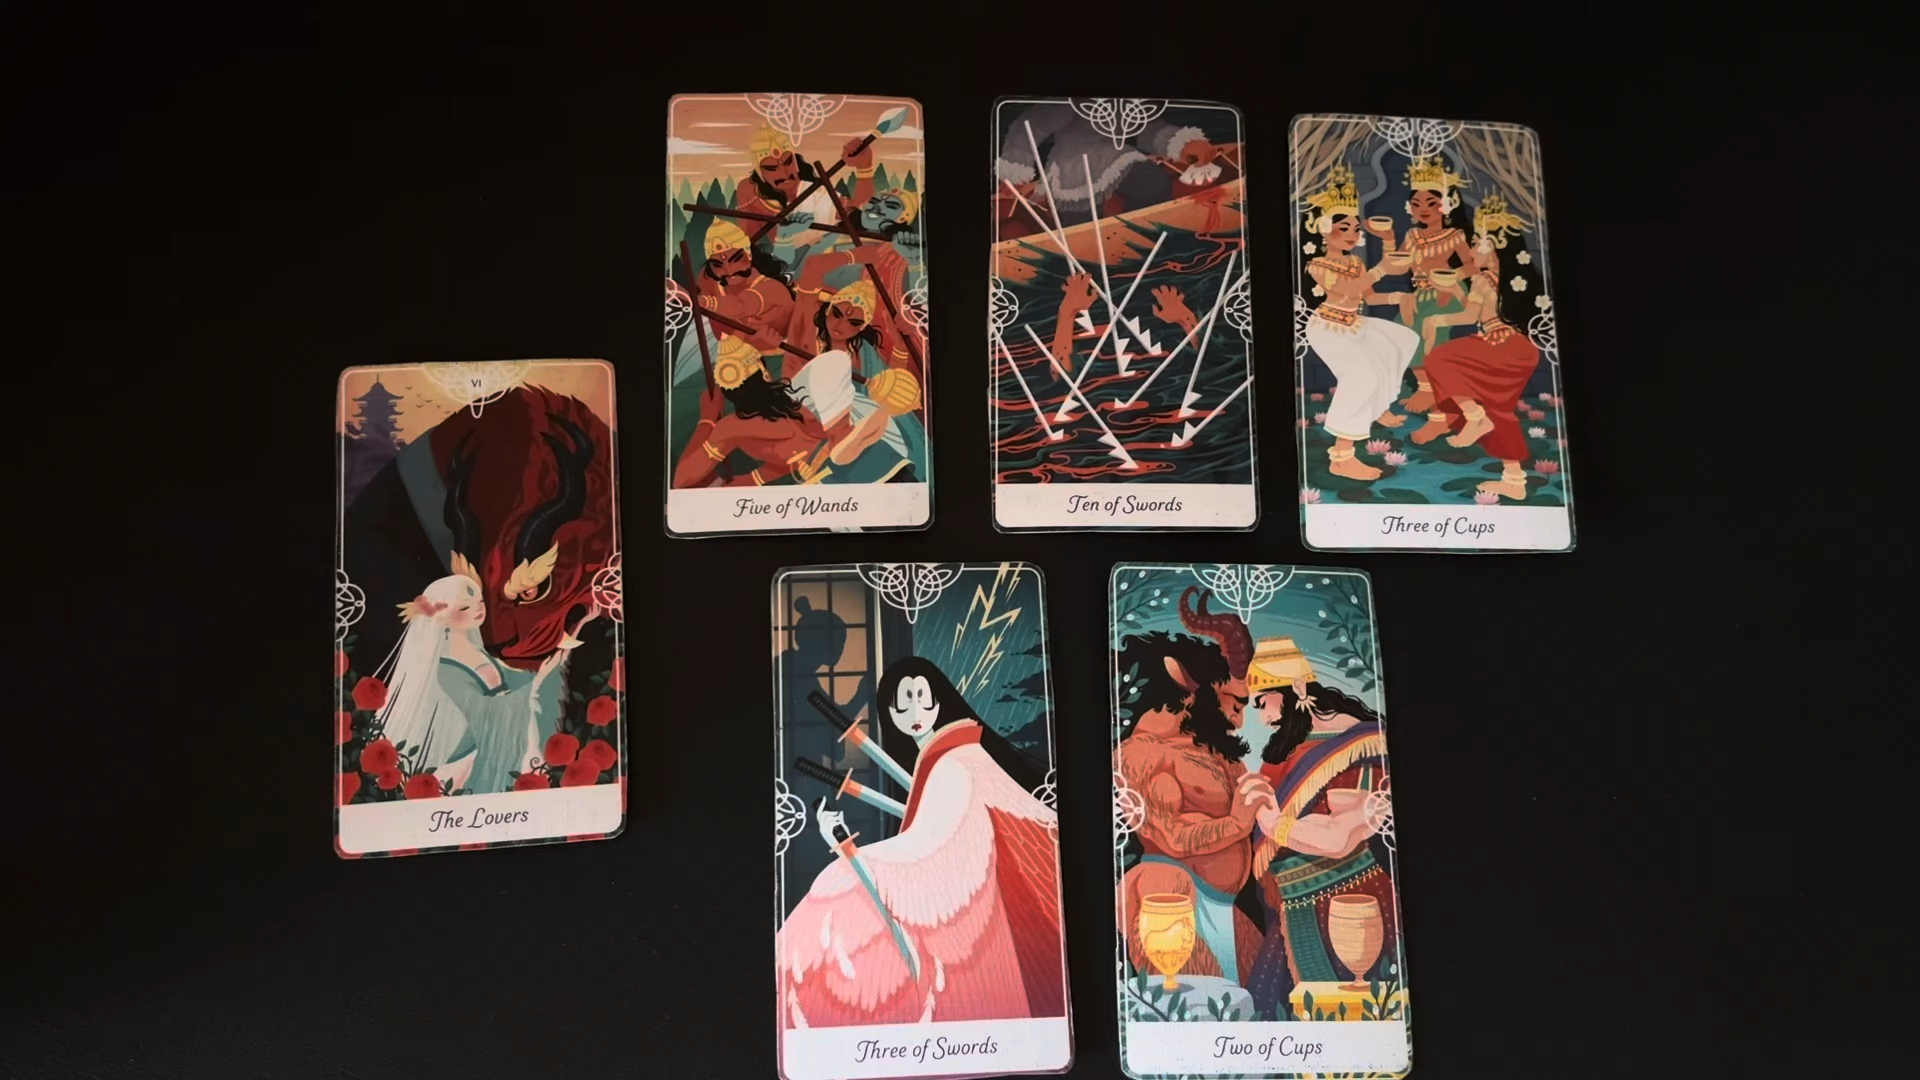 VI
The Lovers
Five of Wands
Ten of Swords
Three of Cups
Three of Swords
Two of Cups